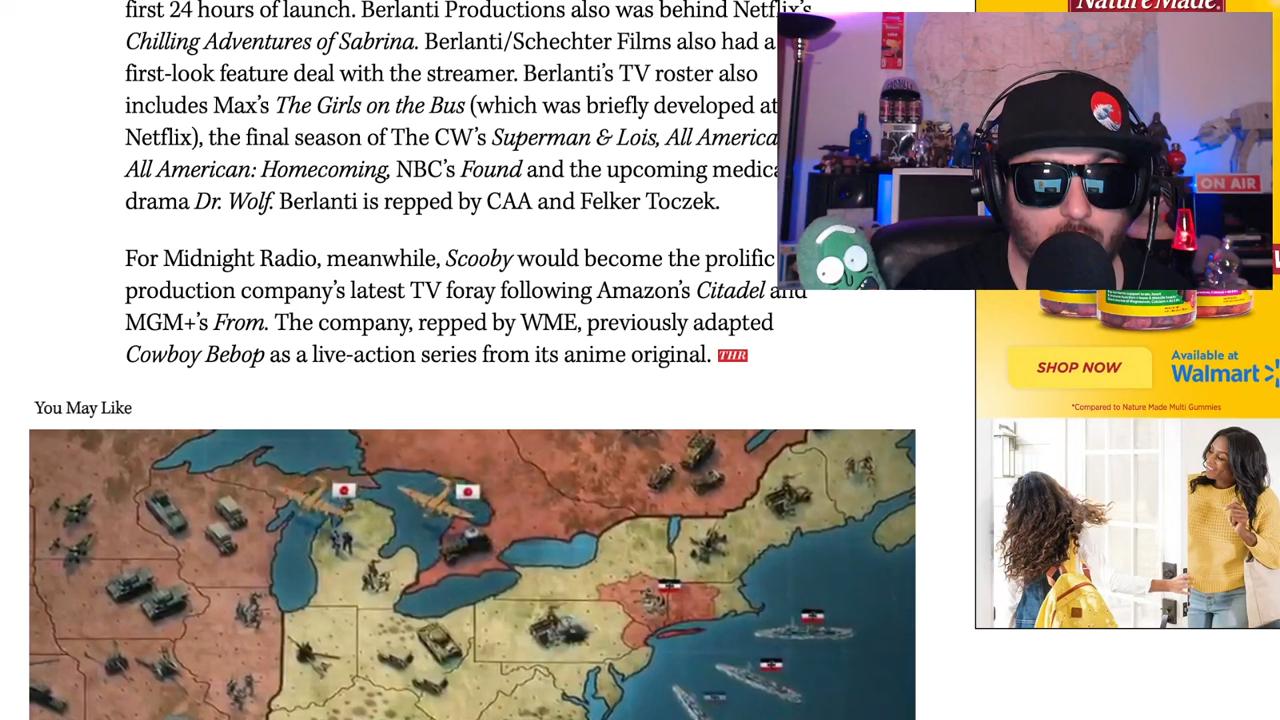 first 24 hours of launch. Berlanti Productions also was behind Netflix's
Chilling Adventures of Sabrina. Berlanti/Schechter Films also had a
first-look feature deal with the streamer. Berlanti's TV roster also
includes Max's The Girls on the Bus (which was briefly developed at
Netflix), the final season of The CW's Superman & Lois, All America
All American: Homecoming, NBC's Found and the upcoming medica
drama Dr. Wolf. Berlanti is repped by CAA and Felker Toczek.
For Midnight Radio, meanwhile, Scooby would become the prolific
production company's latest TV foray following Amazon's Citadel and
MGM+'s From. The company, repped by WME, previously adapted
Cowboy Bebop as a live-action series from its anime original. THR
You May Like
NatureMade.
ON AIR
SHOP NOW
Available at
Walmart
*Compared to Nature Made Multi Gummies